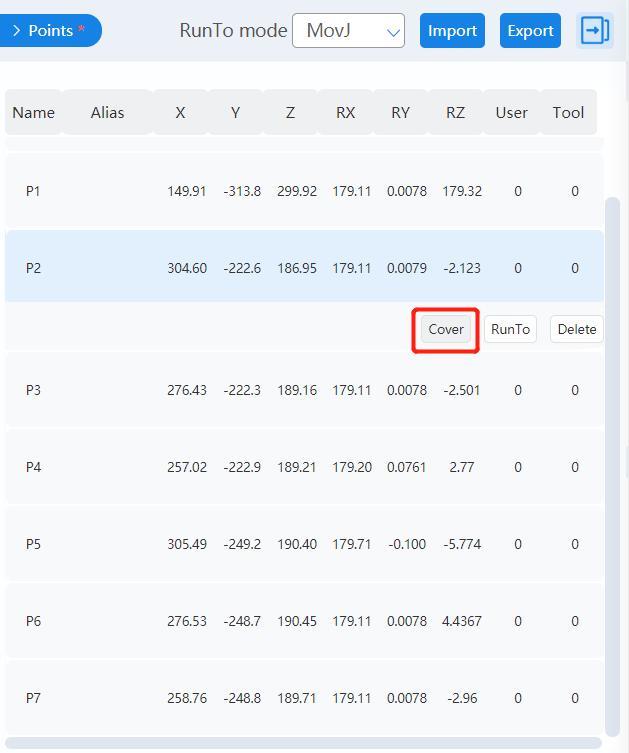 Points * RunTo mode MovJ Import Export
Name Alias X Y Z RX RY RZ User Tool
P1 149.91 -313.8 299.92 179.11 0.0078 179.32 0 0
P2 304.60 -222.6 186.95 179.11 0.0079 -2.123 0 0
Cover RunTo Delete
P3 276.43 -222.3 189.16 179.11 0.0078 -2.501 0 0
P4 257.02 -222.9 189.21 179.20 0.0761 2.77 0 0
P5 305.49 -249.2 190.40 179.71 -0.100 -5.774 0 0
P6 276.53 -248.7 190.45 179.11 0.0078 4.4367 0 0
P7 258.76 -248.8 189.71 179.11 0.0078 -2.96 0 0